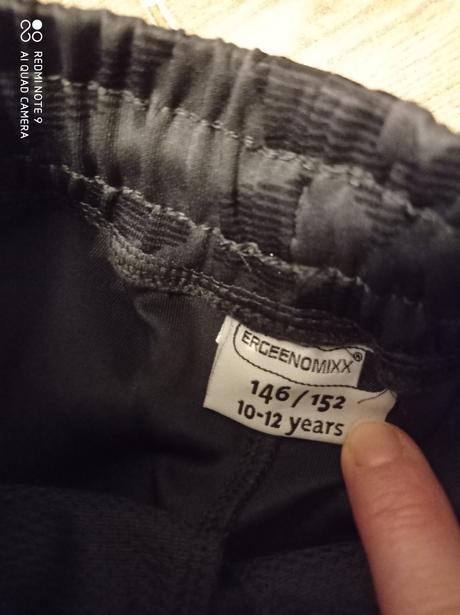 REDMI NOTE 9
AI QUAD CAMERA
ERGEENOMIXX®
146/152
10-12 years